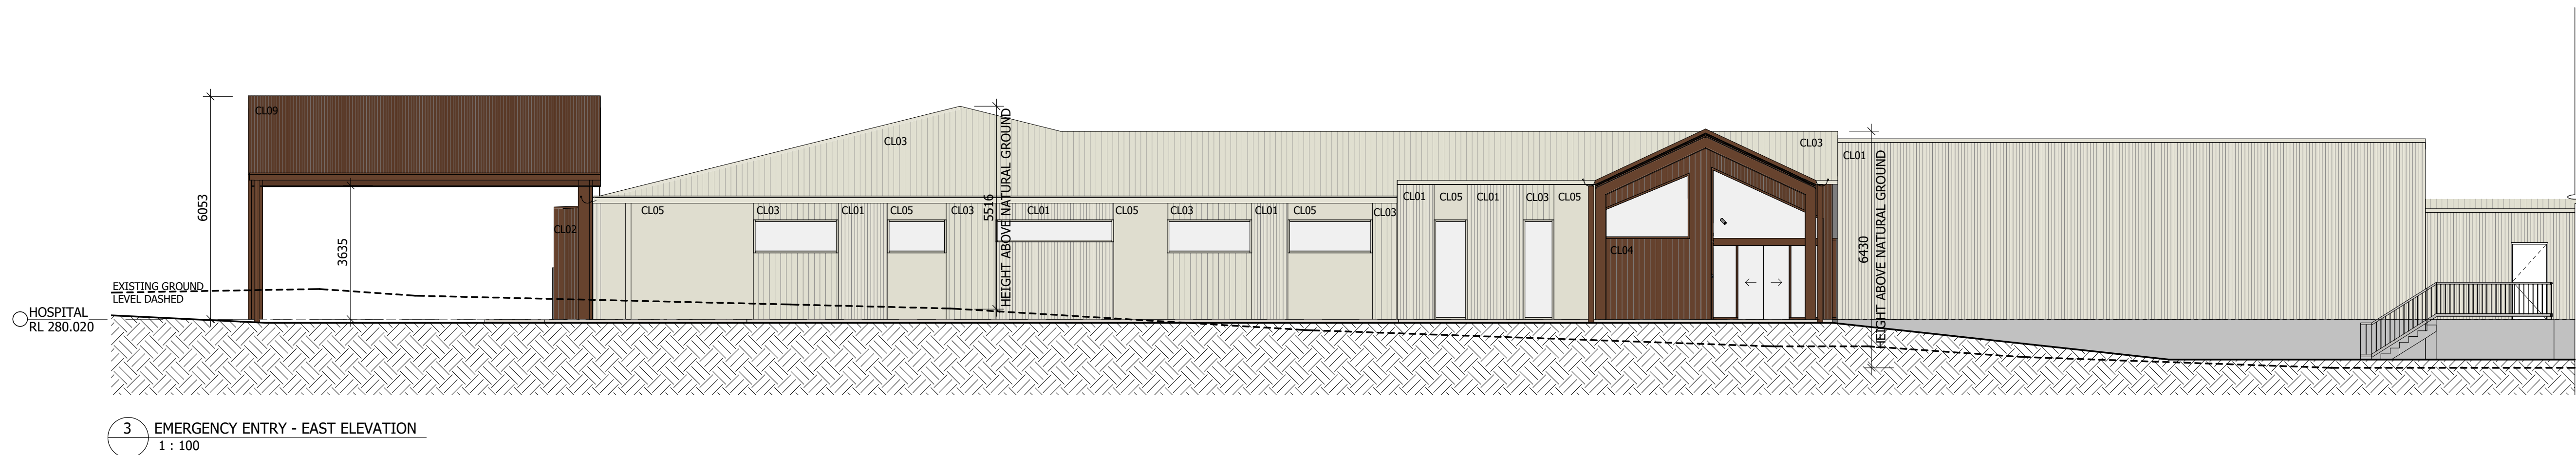 CL09
CL03
CL03
CL01
6053
3635
5516
HEIGHT ABOVE NATURAL GROUND
6430
HEIGHT ABOVE NATURAL GROUND
CL02
CL05
CL03
CL01
CL05
CL03
CL01
CL05
CL03
CL01
CL05
CL03
CL01
CL05
CL01
CL03
CL05
CL04
EXISTING GROUND
LEVEL DASHED
HOSPITAL
RL 280.020
3 EMERGENCY ENTRY - EAST ELEVATION
1 : 100